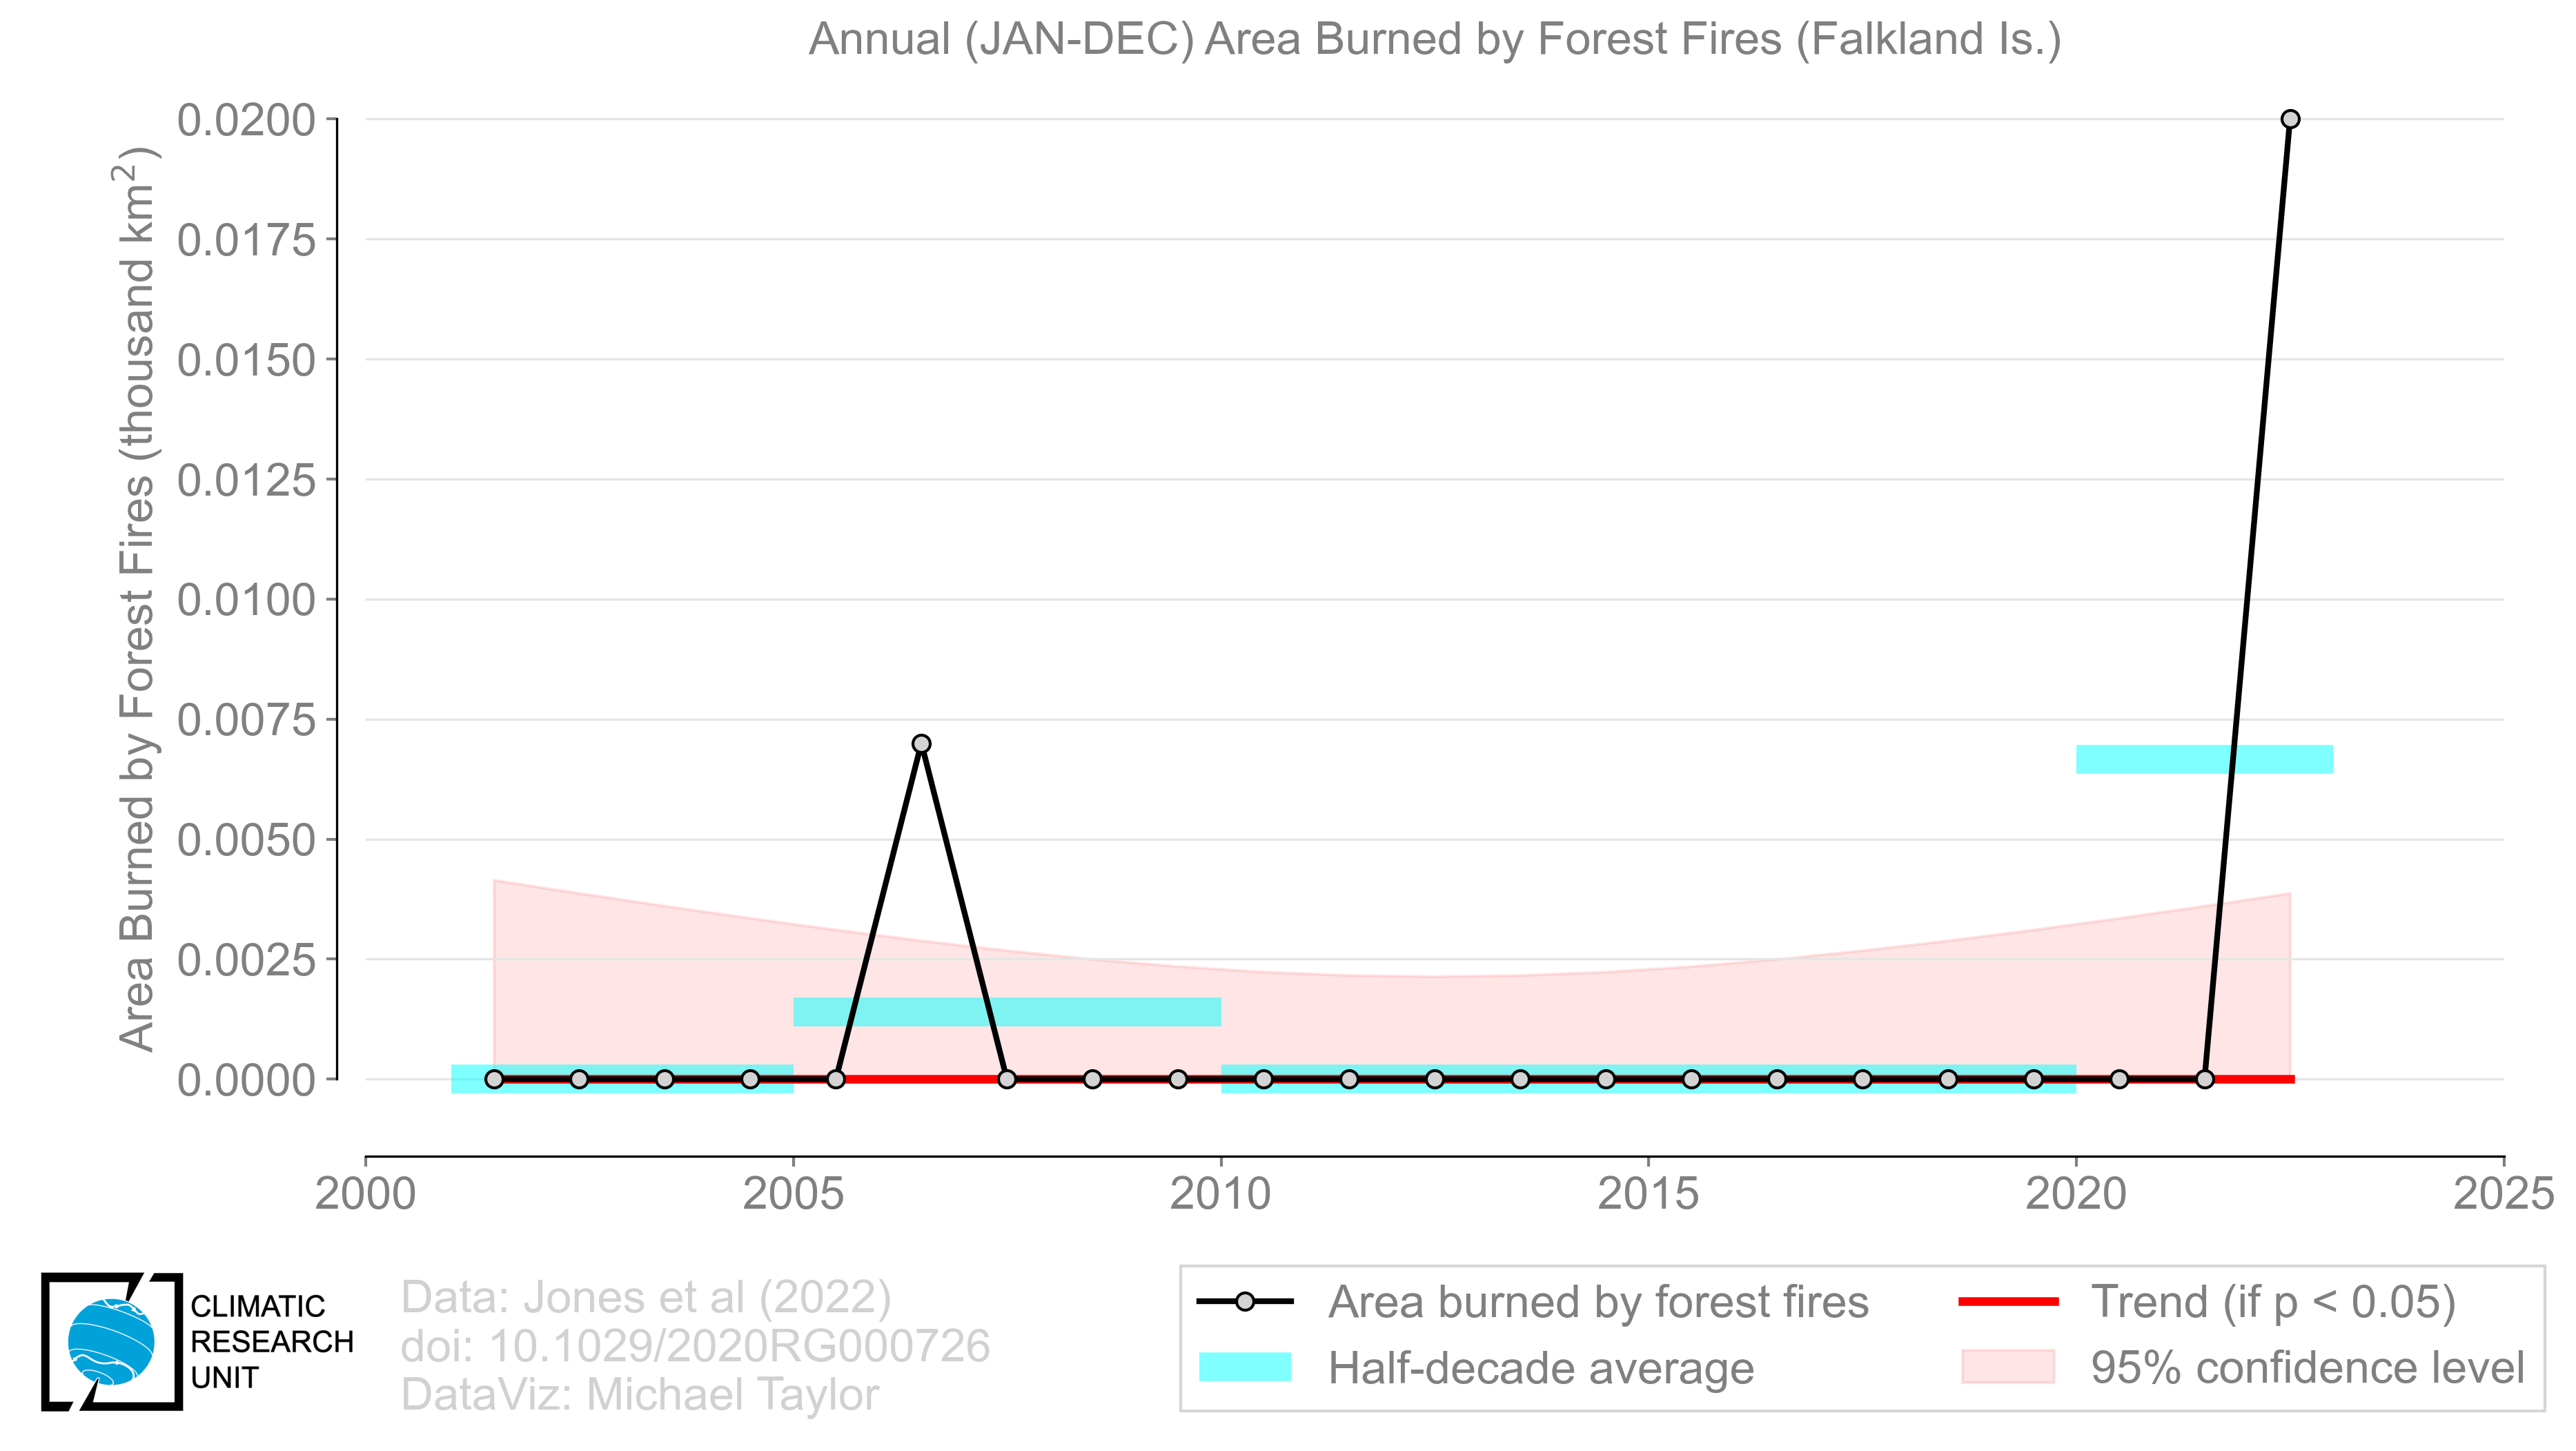 Annual (JAN-DEC) Area Burned by Forest Fires (Falkland Is.)
Area Burned by Forest Fires (thousand km²)
0.0200
0.0175
0.0150
0.0125
0.0100
0.0075
0.0050
0.0025
0.0000
2000 2005 2010 2015 2020 2025
CLIMATIC
RESEARCH
UNIT
Data: Jones et al (2022)
doi: 10.1029/2020RG000726
DataViz: Michael Taylor
Area burned by forest fires
Half-decade average
Trend (if p < 0.05)
95% confidence level